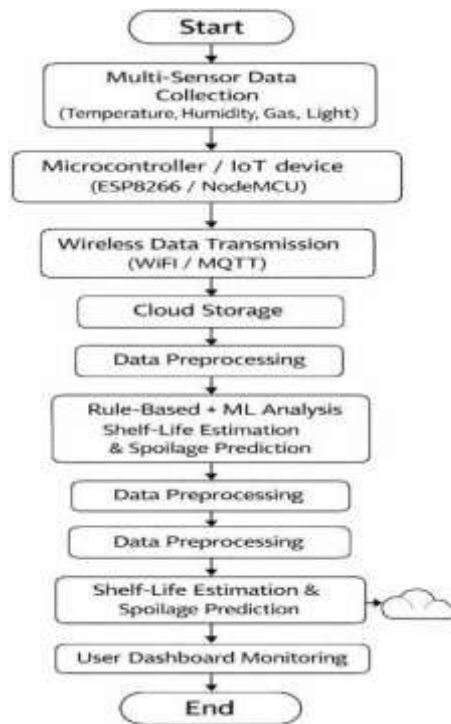 Start
Multi-Sensor Data
Collection
(Temperature, Humidity, Gas, Light)
Microcontroller / IoT device
(ESP8266 / NodeMCU)
Wireless Data Transmission
(WiFI / MQTT)
Cloud Storage
Data Preprocessing
Rule-Based + ML Analysis
Shelf-Life Estimation
& Spoilage Prediction
Data Preprocessing
Data Preprocessing
Shelf-Life Estimation &
Spoilage Prediction
User Dashboard Monitoring
End